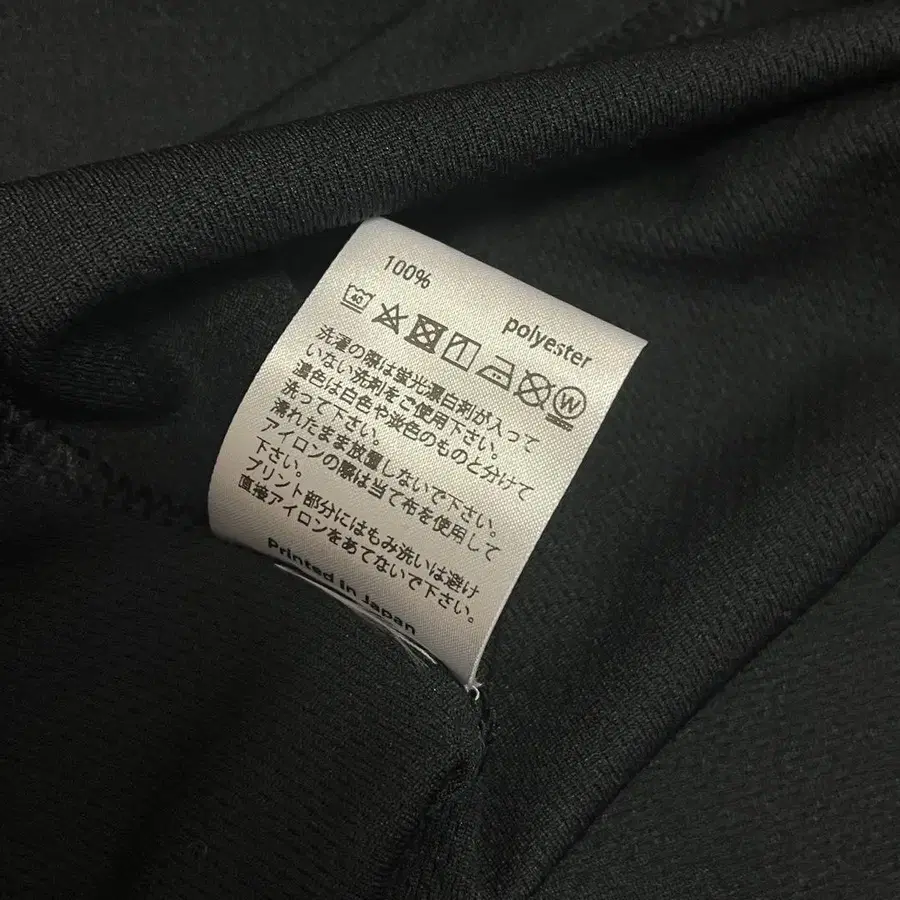 100% polyester
40
W
洗濯の際は蛍光漂白剤が入って
いない洗剤をご使用下さい。
濃色は白色や淡色のものと分けて
洗って下さい。
濡れたまま放置しないで下さい。
アイロンの際は当て布を使用して
下さい。
プリント部分にはもみ洗いは避け
直接アイロンをあてないで下さい。
Printed in Japan